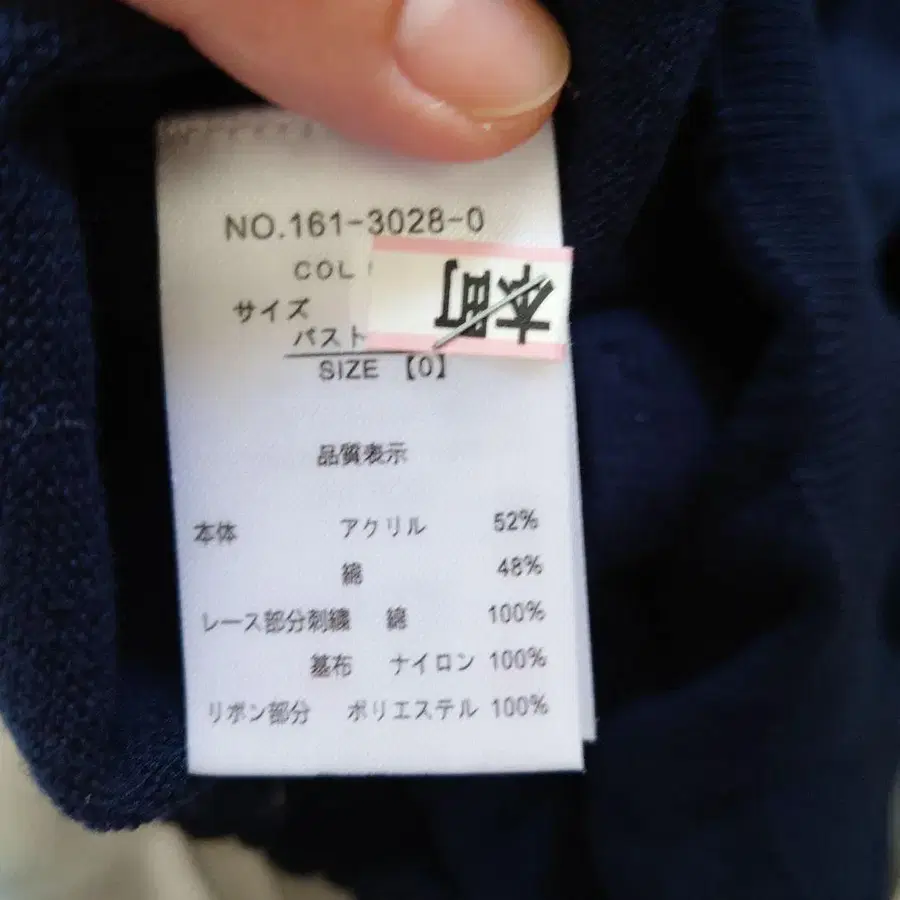 NO.161-3028-0
COL
サイズ
バスト
SIZE 【0】
本町
品質表示
本体 アクリル 52%
綿 48%
レース部分刺繍 綿 100%
基布 ナイロン 100%
リボン部分 ポリエステル 100%